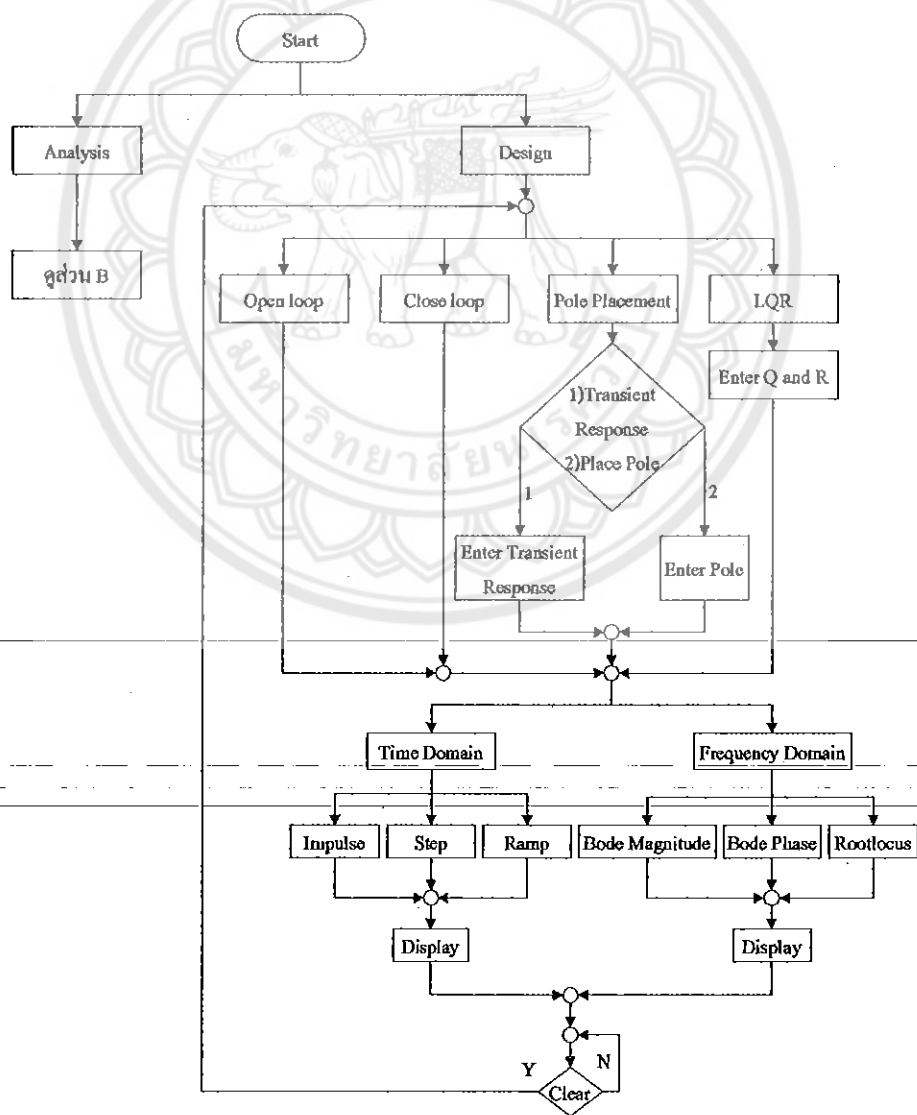 Start
Analysis
Design
ดูส่วน B
Open loop
Close loop
Pole Placement
LQR
Enter Q and R
1)Transient
Response
2)Place Pole
1
2
Enter Transient
Response
Enter Pole
Time Domain
Frequency Domain
Impulse
Step
Ramp
Bode Magnitude
Bode Phase
Rootlocus
Display
Display
Y
N
Clear